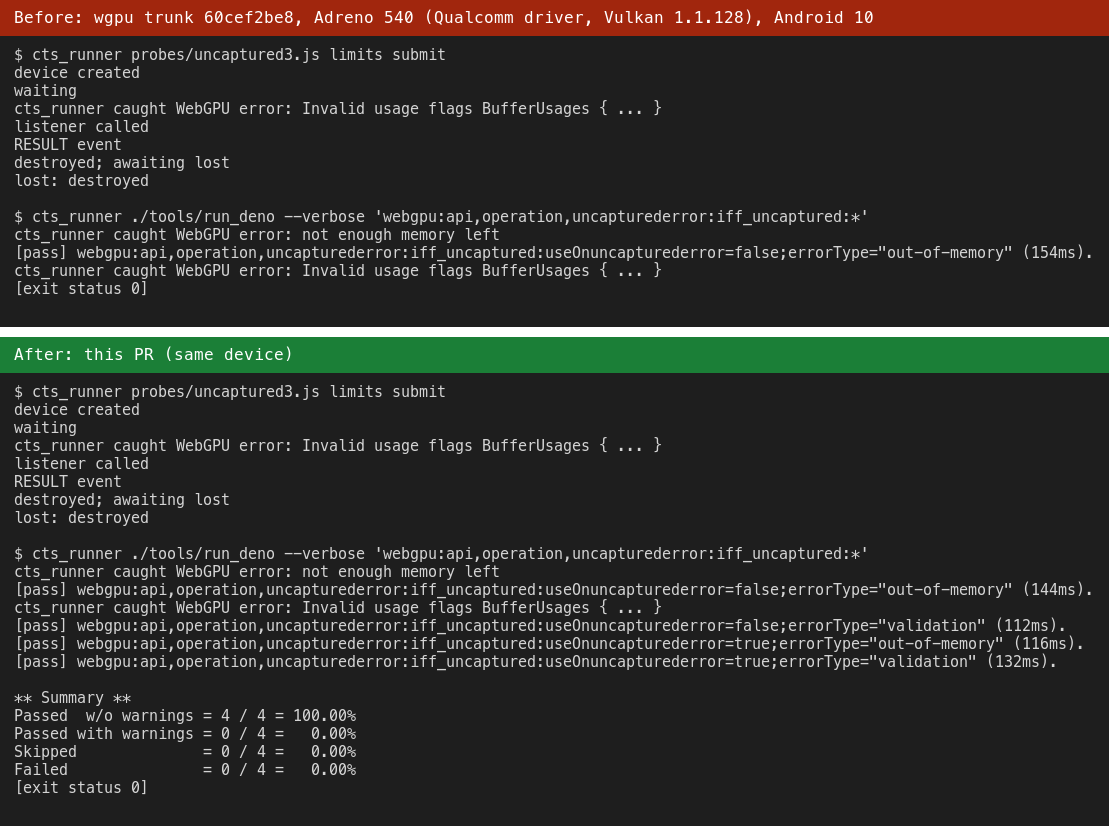 Before: wgpu trunk 60cef2be8, Adreno 540 (Qualcomm driver, Vulkan 1.1.128), Android 10
$ cts_runner probes/uncaptured3.js limits submit
device created
waiting
cts_runner caught WebGPU error: Invalid usage flags BufferUsages { ... }
listener called
RESULT event
destroyed; awaiting lost
lost: destroyed
$ cts_runner ./tools/run_deno --verbose 'webgpu:api,operation,uncapturederror:iff_uncaptured:*'
cts_runner caught WebGPU error: not enough memory left
[pass] webgpu:api,operation,uncapturederror:iff_uncaptured:useOnuncapturederror=false;errorType="out-of-memory" (154ms).
cts_runner caught WebGPU error: Invalid usage flags BufferUsages { ... }
[exit status 0]
After: this PR (same device)
$ cts_runner probes/uncaptured3.js limits submit
device created
waiting
cts_runner caught WebGPU error: Invalid usage flags BufferUsages { ... }
listener called
RESULT event
destroyed; awaiting lost
lost: destroyed
$ cts_runner ./tools/run_deno --verbose 'webgpu:api,operation,uncapturederror:iff_uncaptured:*'
cts_runner caught WebGPU error: not enough memory left
[pass] webgpu:api,operation,uncapturederror:iff_uncaptured:useOnuncapturederror=false;errorType="out-of-memory" (144ms).
cts_runner caught WebGPU error: Invalid usage flags BufferUsages { ... }
[pass] webgpu:api,operation,uncapturederror:iff_uncaptured:useOnuncapturederror=false;errorType="validation" (112ms).
[pass] webgpu:api,operation,uncapturederror:iff_uncaptured:useOnuncapturederror=true;errorType="out-of-memory" (116ms).
[pass] webgpu:api,operation,uncapturederror:iff_uncaptured:useOnuncapturederror=true;errorType="validation" (132ms).
** Summary **
Passed  w/o warnings = 4 / 4 = 100.00%
Passed with warnings = 0 / 4 =   0.00%
Skipped              = 0 / 4 =   0.00%
Failed               = 0 / 4 =   0.00%
[exit status 0]